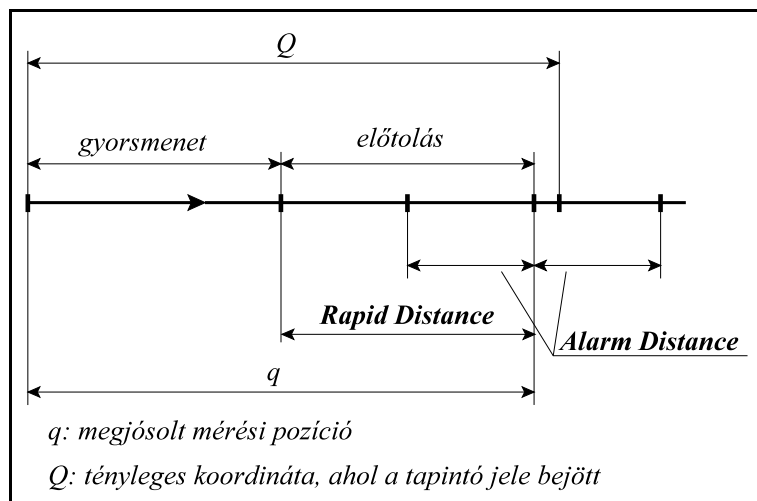 Q
gyorsmenet
előtolás
Rapid Distance
Alarm Distance
q
q: megjósolt mérési pozíció
Q: tényleges koordináta, ahol a tapintó jele bejött